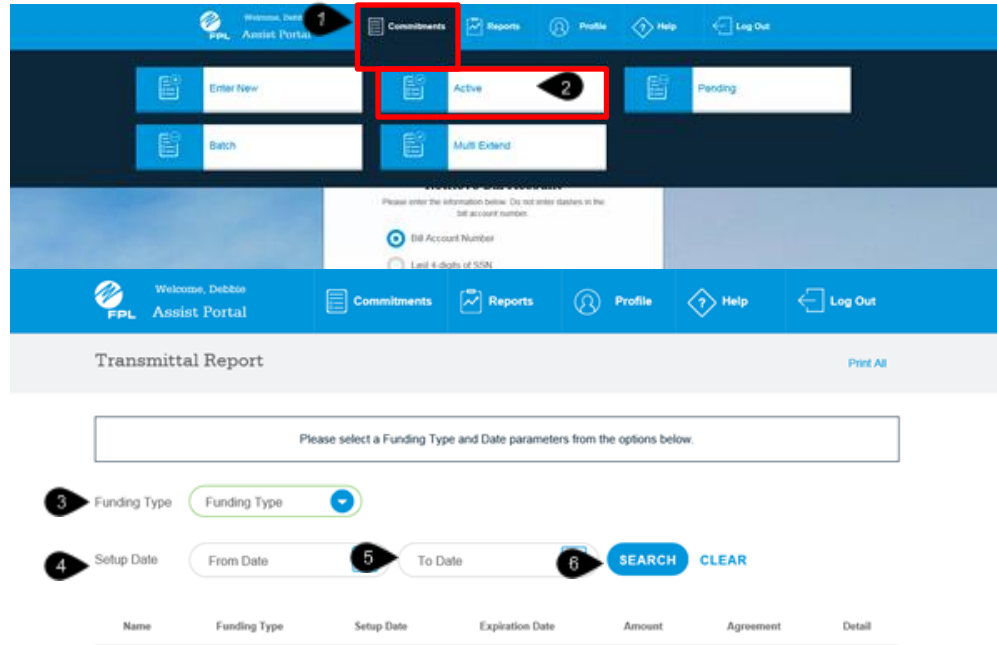 Welcome, Debb
1
FPL
Assist Portal
Commitments
Reports
Profile
Help
Log Out
Enter New
Active
2
Pending
Batch
Multi Extend
Please enter the information below. Do not enter dashes in the
bill account number.
Bill Account Number
Last 4-digits of SSN
Welcome, Debbie
FPL
Assist Portal
Commitments
Reports
Profile
? Help
Log Out
Transmittal Report
Print All
Please select a Funding Type and Date parameters from the options below.
3 Funding Type
Funding Type
4 Setup Date
From Date
5 To Date
6 SEARCH
CLEAR
Name Funding Type Setup Date Expiration Date Amount Agreement Detail